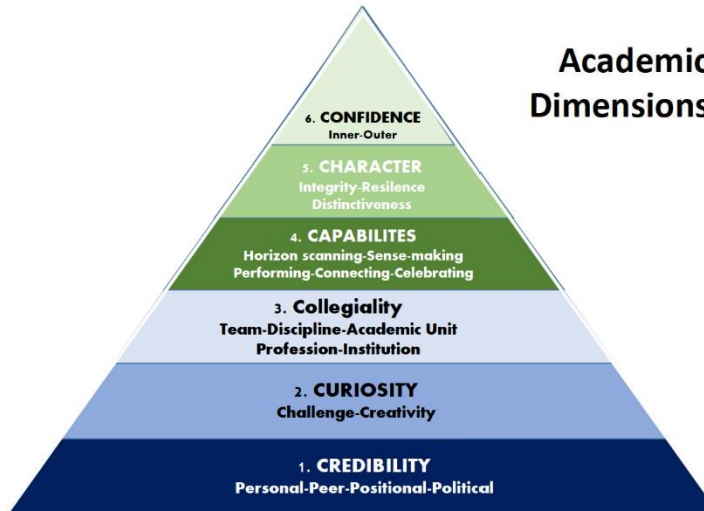 Academic
Dimensions
6. CONFIDENCE
Inner-Outer
5. CHARACTER
Integrity-Resilence
Distinctiveness
4. CAPABILITES
Horizon scanning-Sense-making
Performing-Connecting-Celebrating
3. Collegiality
Team-Discipline-Academic Unit
Profession-Institution
2. CURIOSITY
Challenge-Creativity
1. CREDIBILITY
Personal-Peer-Positional-Political